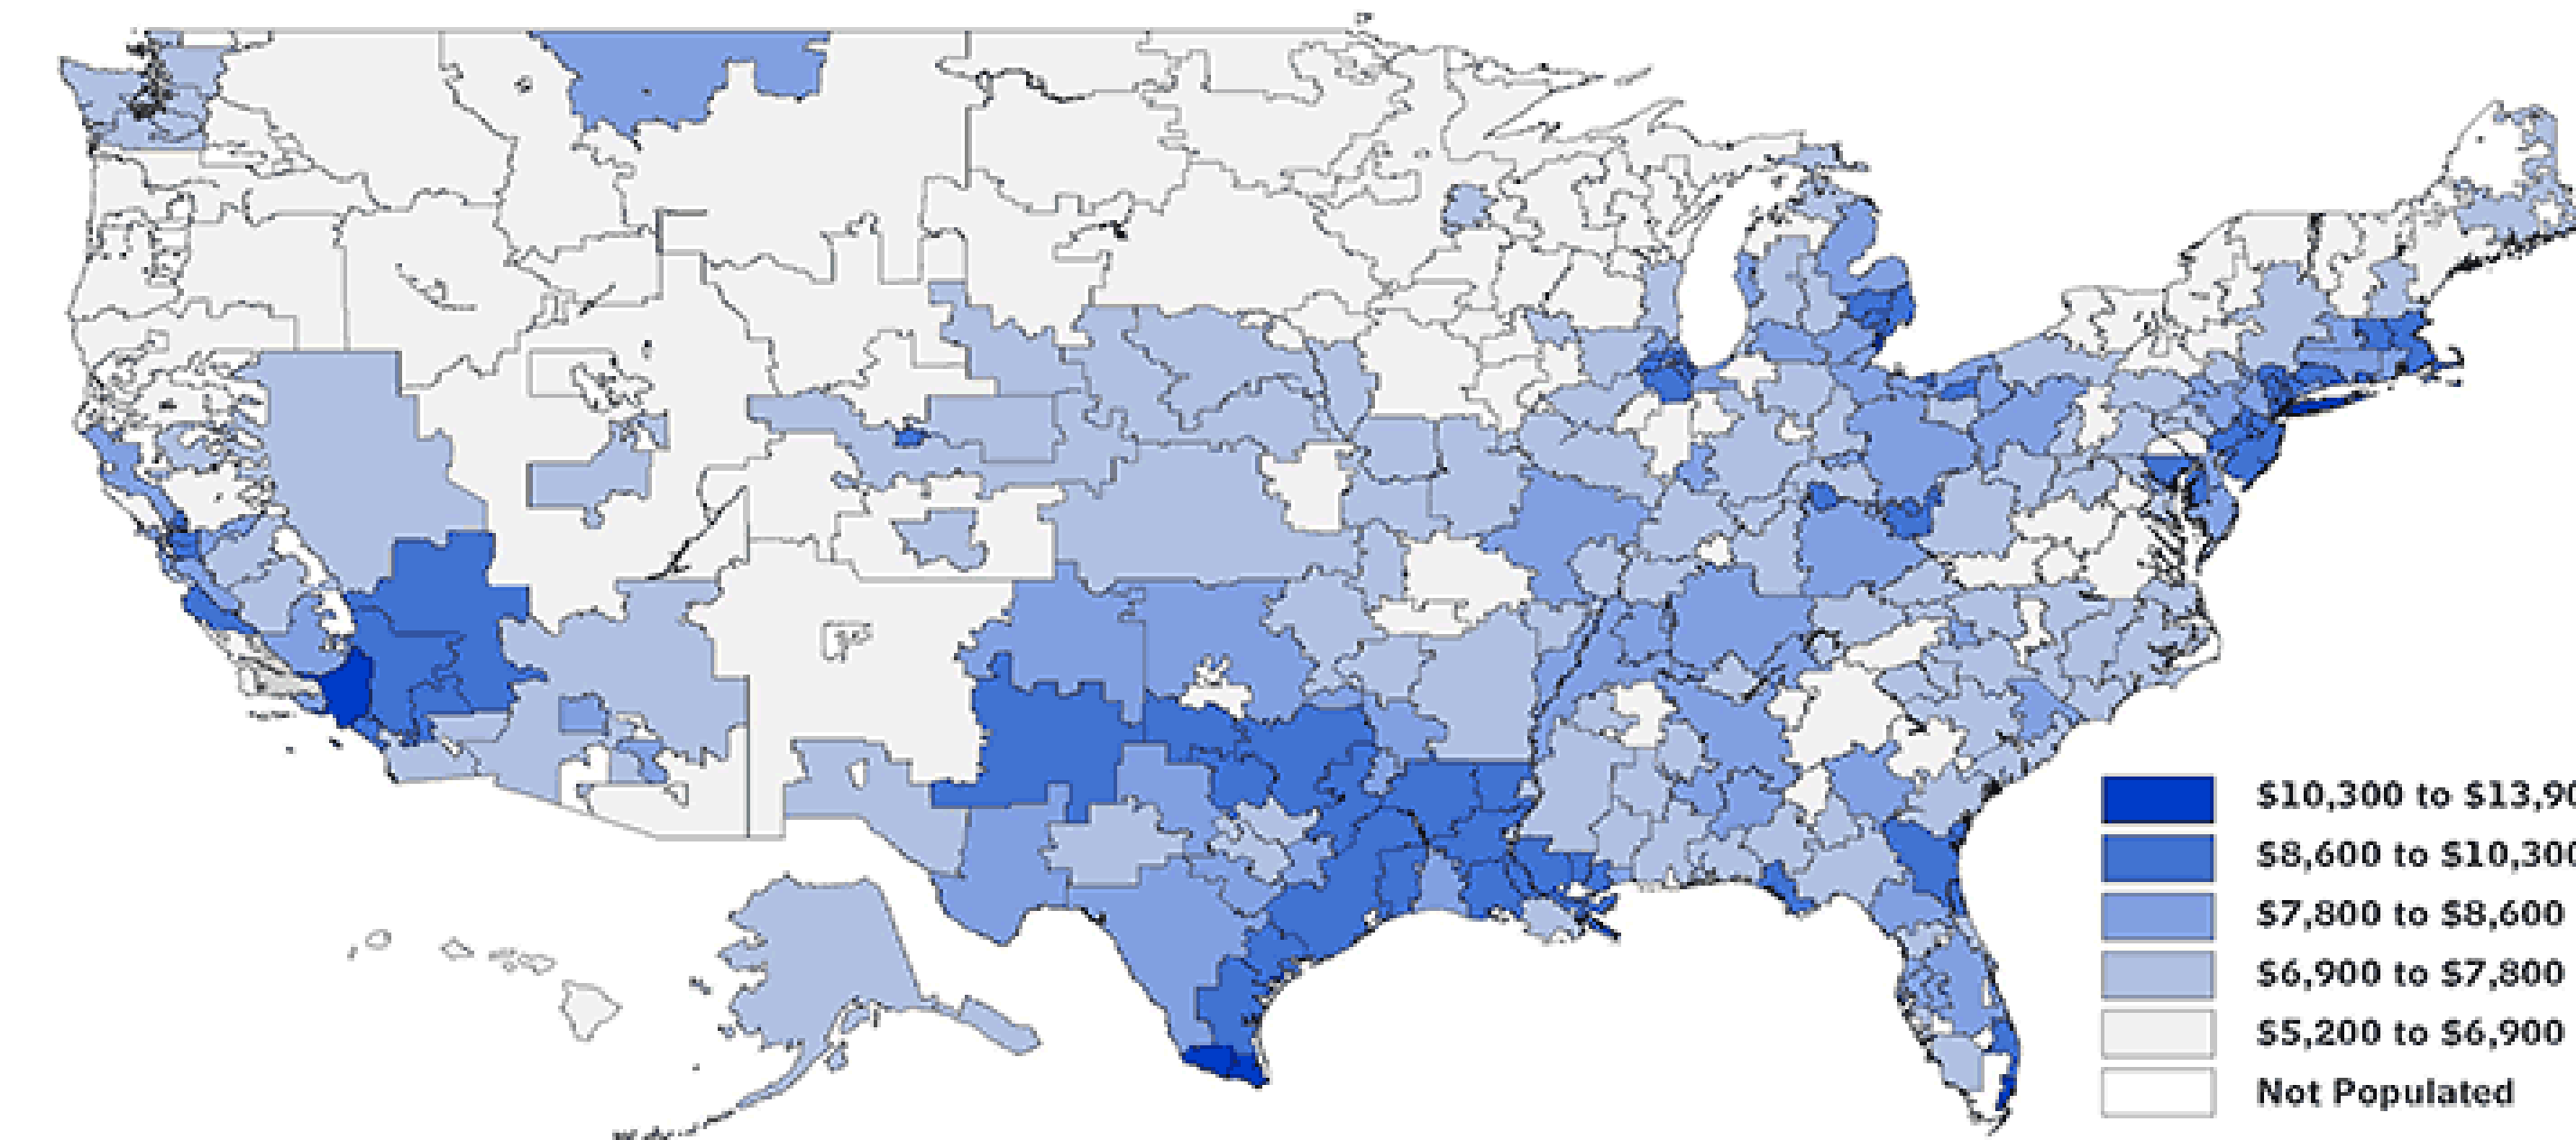 $10,300 to $13,90
$8,600 to $10,300
$7,800 to $8,600
$6,900 to $7,800
$5,200 to $6,900
Not Populated